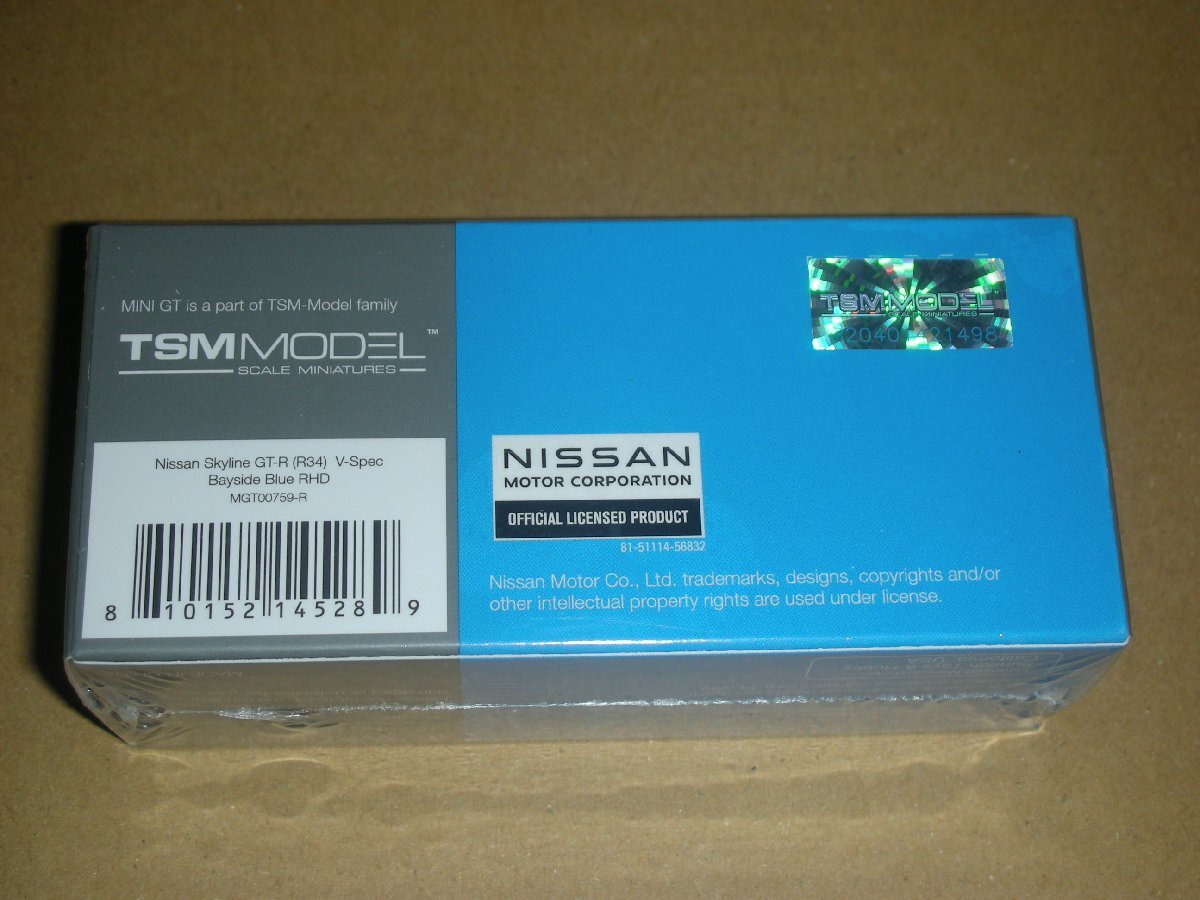 MINI GT is a part of TSM-Model family
TSMMODEL™
SCALE MINIATURES
Nissan Skyline GT-R (R34) V-Spec
Bayside Blue RHD
MGT00759-R
8 10152 14528 9
TSMMODEL™
SCALE MINIATURES
NISSAN
MOTOR CORPORATION
OFFICIAL LICENSED PRODUCT
81-51114-56832
Nissan Motor Co., Ltd. trademarks, designs, copyrights and/or
other intellectual property rights are used under license.